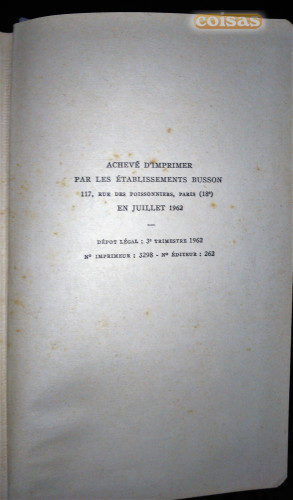 eoisas
ACHEVÉ D'IMPRIMER
PAR LES ÉTABLISSEMENTS BUSSON
117, RUE DES POISSONNIERS, PARIS (18e)
EN JUILLET 1962
—
DÉPOT LÉGAL : 3e TRIMESTRE 1962
No IMPRIMEUR : 3298 - No ÉDITEUR : 262